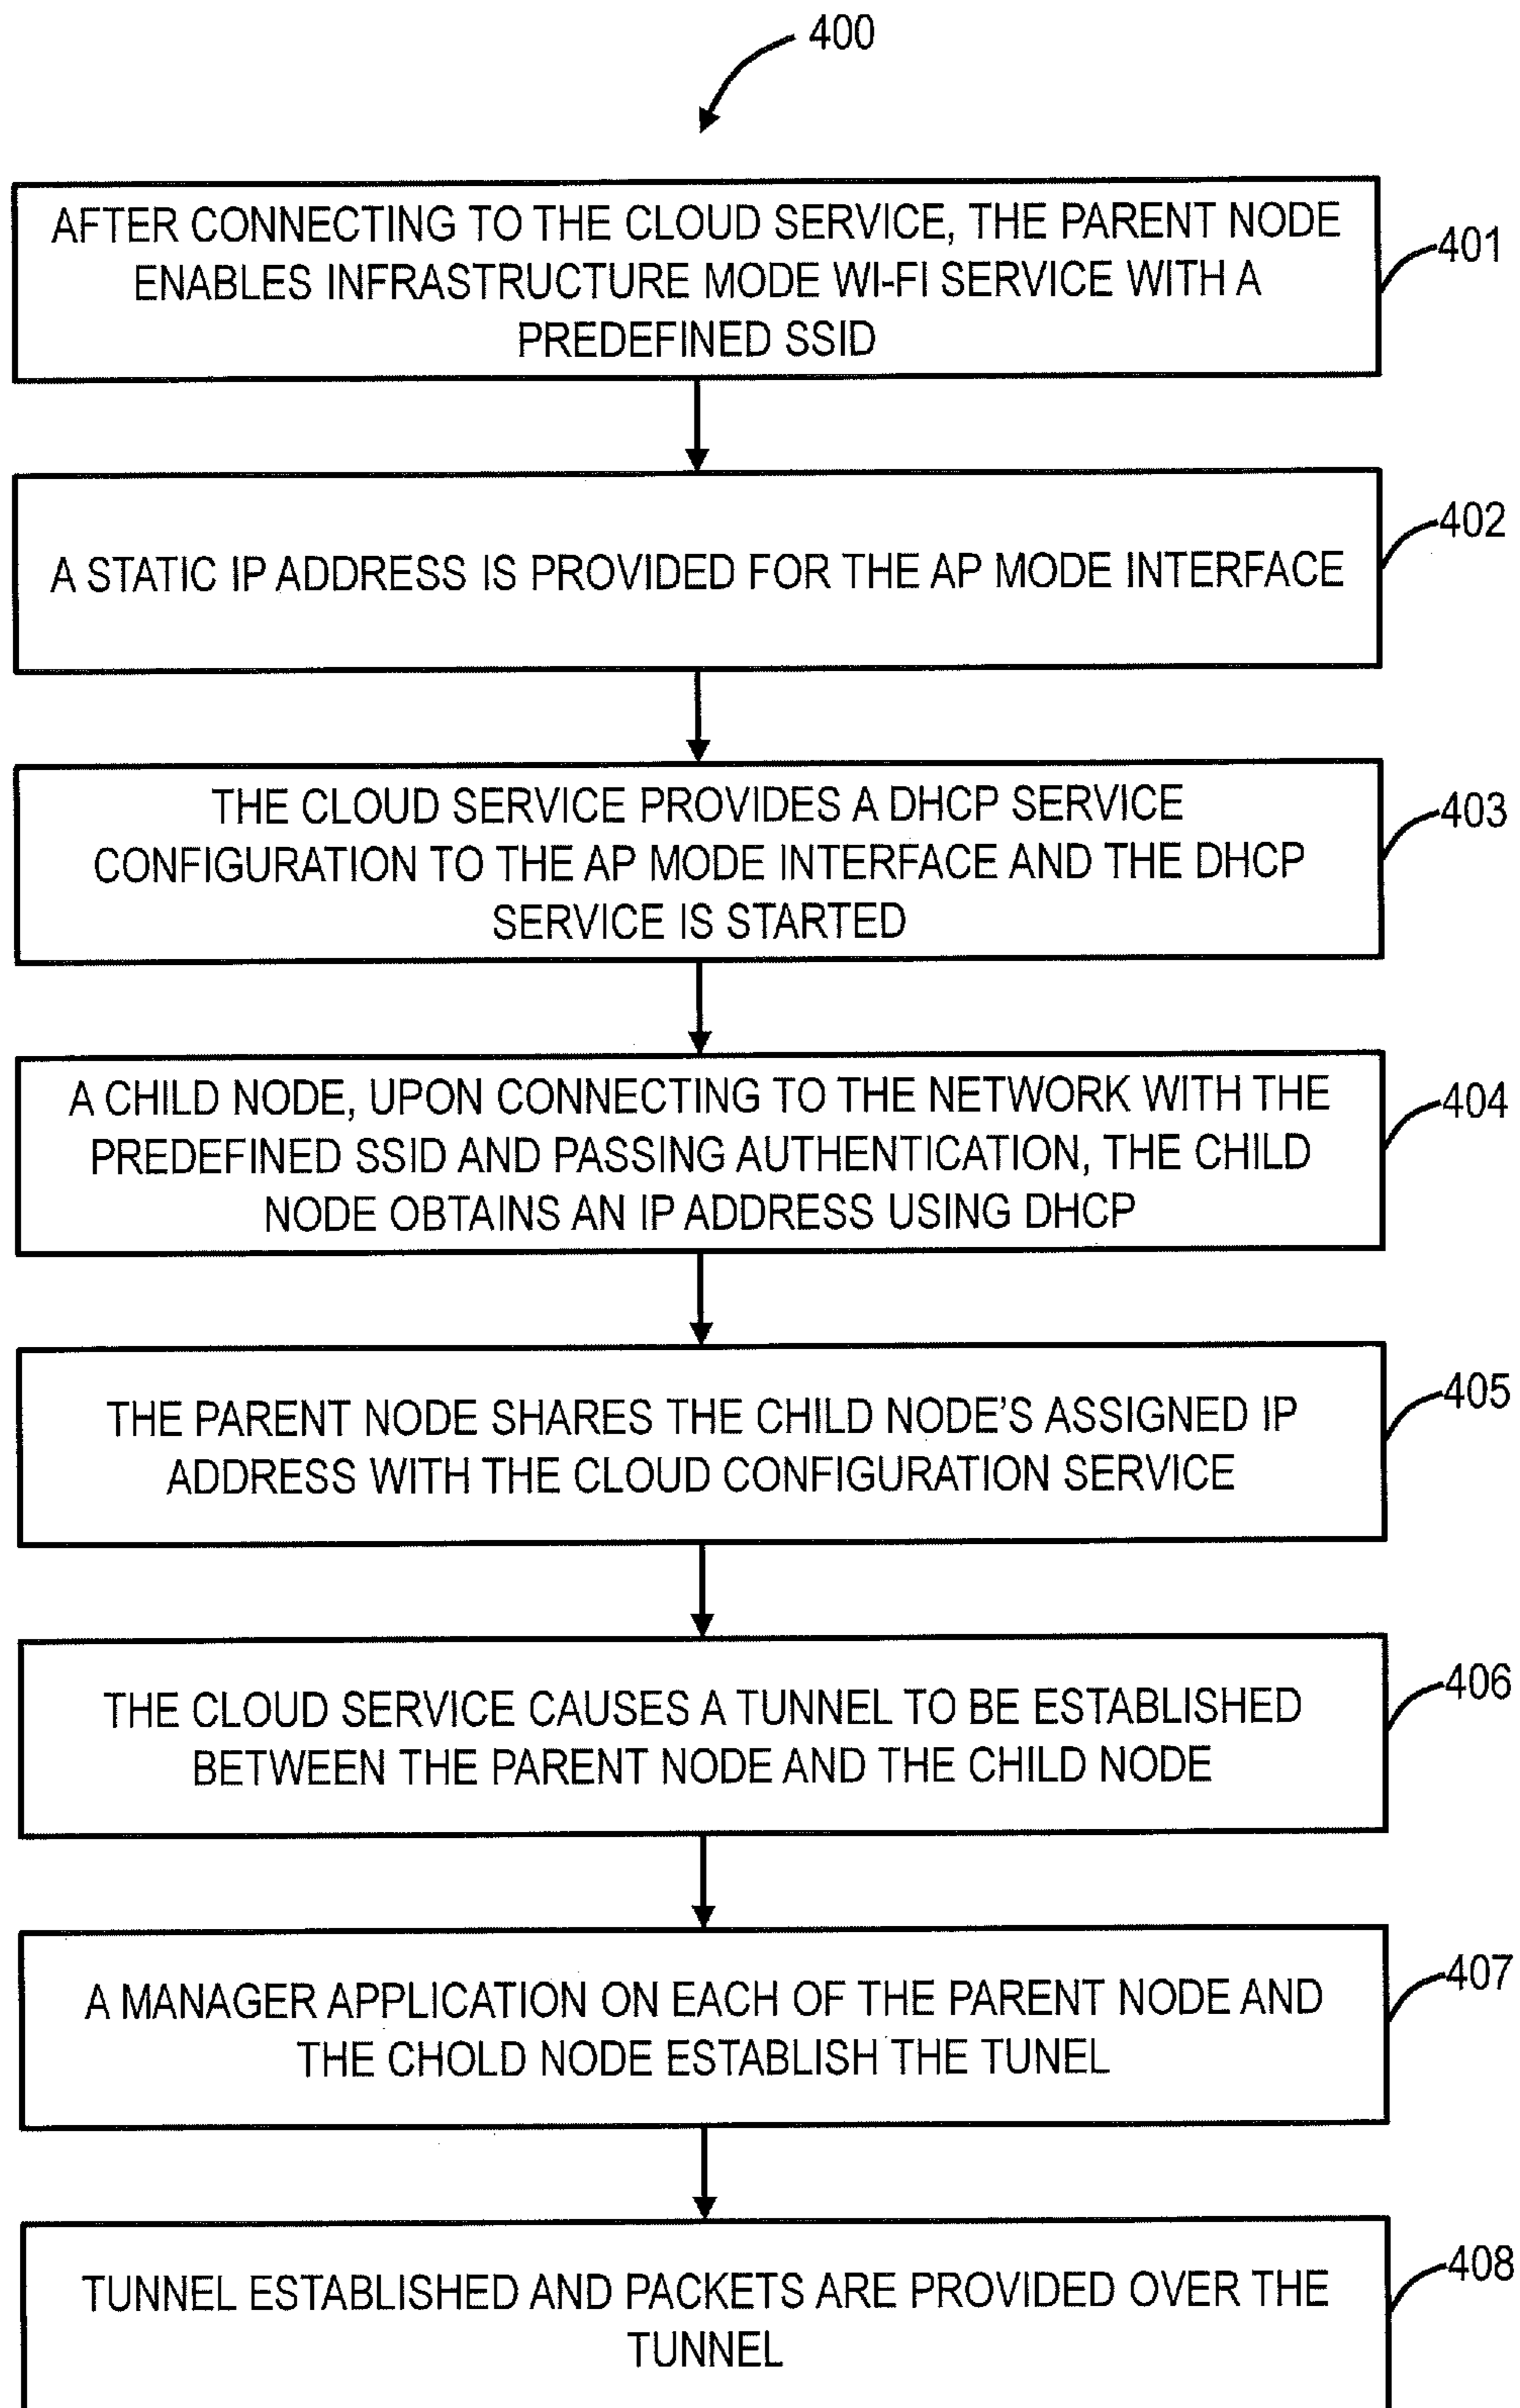 400
AFTER CONNECTING TO THE CLOUD SERVICE, THE PARENT NODE
ENABLES INFRASTRUCTURE MODE WI-FI SERVICE WITH A
PREDEFINED SSID
401
A STATIC IP ADDRESS IS PROVIDED FOR THE AP MODE INTERFACE
402
THE CLOUD SERVICE PROVIDES A DHCP SERVICE
CONFIGURATION TO THE AP MODE INTERFACE AND THE DHCP
SERVICE IS STARTED
403
A CHILD NODE, UPON CONNECTING TO THE NETWORK WITH THE
PREDEFINED SSID AND PASSING AUTHENTICATION, THE CHILD
NODE OBTAINS AN IP ADDRESS USING DHCP
404
THE PARENT NODE SHARES THE CHILD NODE'S ASSIGNED IP
ADDRESS WITH THE CLOUD CONFIGURATION SERVICE
405
THE CLOUD SERVICE CAUSES A TUNNEL TO BE ESTABLISHED
BETWEEN THE PARENT NODE AND THE CHILD NODE
406
A MANAGER APPLICATION ON EACH OF THE PARENT NODE AND
THE CHOLD NODE ESTABLISH THE TUNEL
407
TUNNEL ESTABLISHED AND PACKETS ARE PROVIDED OVER THE
TUNNEL
408